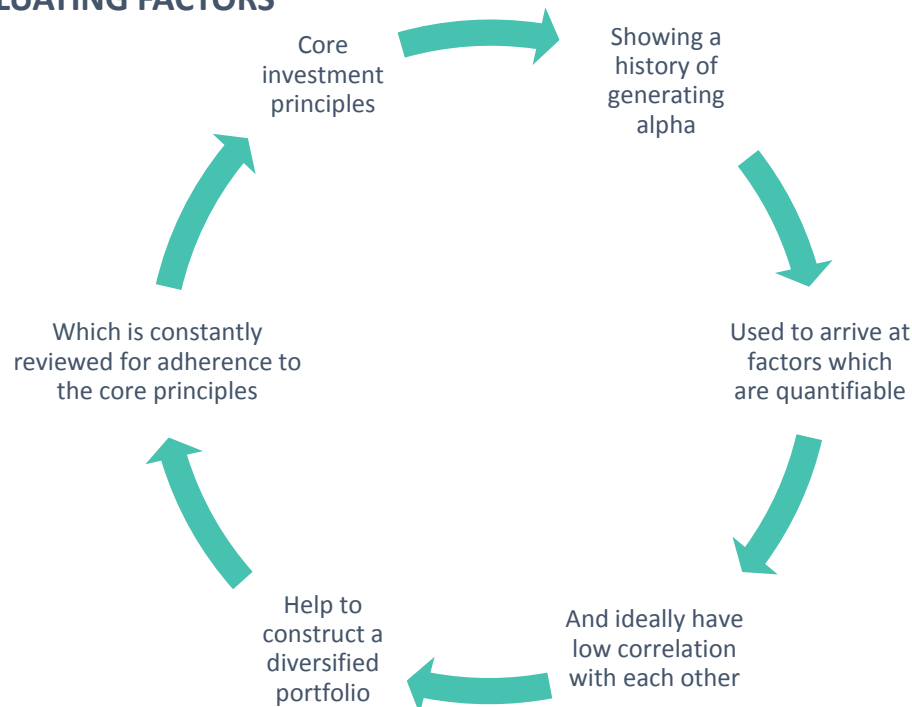 LUATING FACTORS
Core
investment
principles
Showing a
history of
generating
alpha
Used to arrive at
factors which
are quantifiable
And ideally have
low correlation
with each other
Help to
construct a
diversified
portfolio
Which is constantly
reviewed for adherence to
the core principles